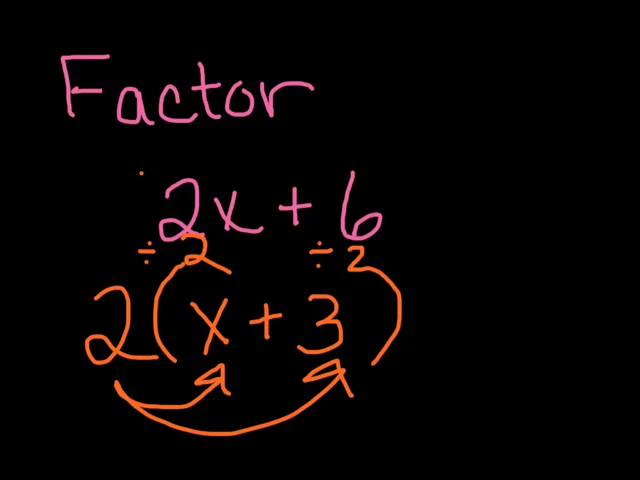 Factor
2x + 6
÷ 2 ÷ 2
2(x + 3)